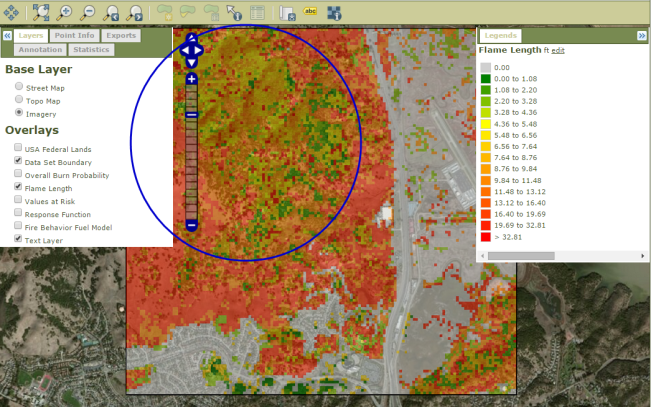 abc
Layers Point Info Exports
Annotation Statistics
Base Layer
Street Map
Topo Map
Imagery
Overlays
USA Federal Lands
Data Set Boundary
Overall Burn Probability
Flame Length
Values at Risk
Response Function
Fire Behavior Fuel Model
Text Layer
Legends
Flame Length ft edit
0.00
0.00 to 1.08
1.08 to 2.20
2.20 to 3.28
3.28 to 4.36
4.36 to 5.48
5.48 to 6.56
6.56 to 7.64
7.64 to 8.76
8.76 to 9.84
9.84 to 11.48
11.48 to 13.12
13.12 to 16.40
16.40 to 19.69
19.69 to 32.81
> 32.81